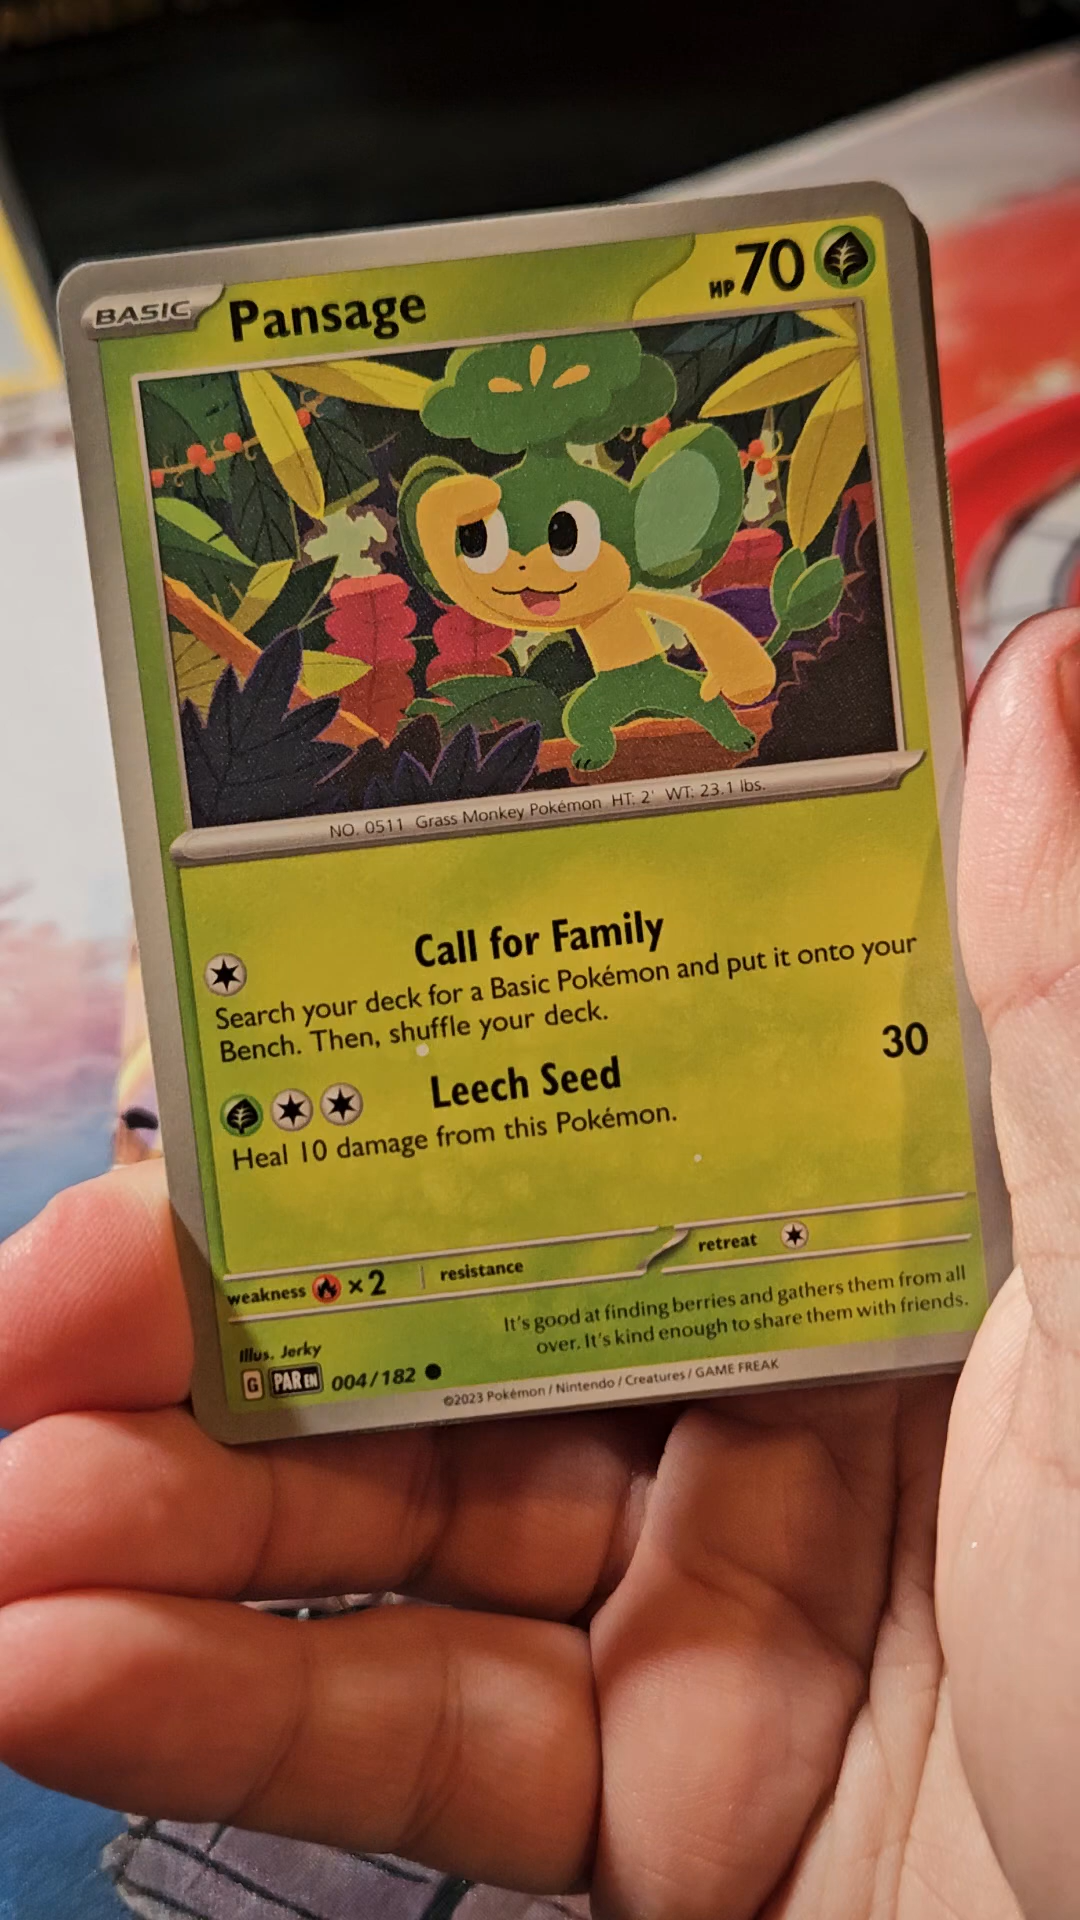 BASIC Pansage HP 70
NO. 0511 Grass Monkey Pokémon HT: 2' WT: 23.1 lbs.
Call for Family
Search your deck for a Basic Pokémon and put it onto your
Bench. Then, shuffle your deck.
Leech Seed 30
Heal 10 damage from this Pokémon.
weakness ×2 resistance retreat
It's good at finding berries and gathers them from all
over. It's kind enough to share them with friends.
Illus. Jerky
G PAR EN 004/182
©2023 Pokémon / Nintendo / Creatures / GAME FREAK